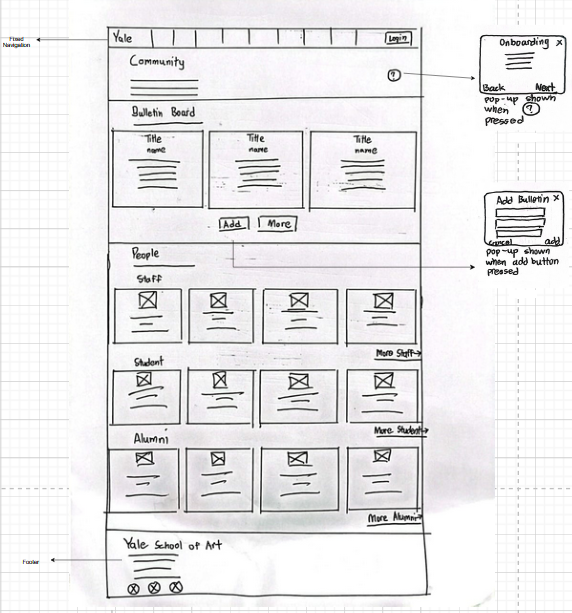 Fixed
Navigation
Yale
Login
Community
?
Onboarding x
Back Next
pop-up shown
when ?
pressed
Bulletin Board
Title
name
Title
name
Title
name
Add
More
Add Bulletin x
cancel add
pop-up shown
when add button
pressed
People
Staff
More Staff→
Student
More Student→
Alumni
More Alumni→
Yale School of Art
Footer